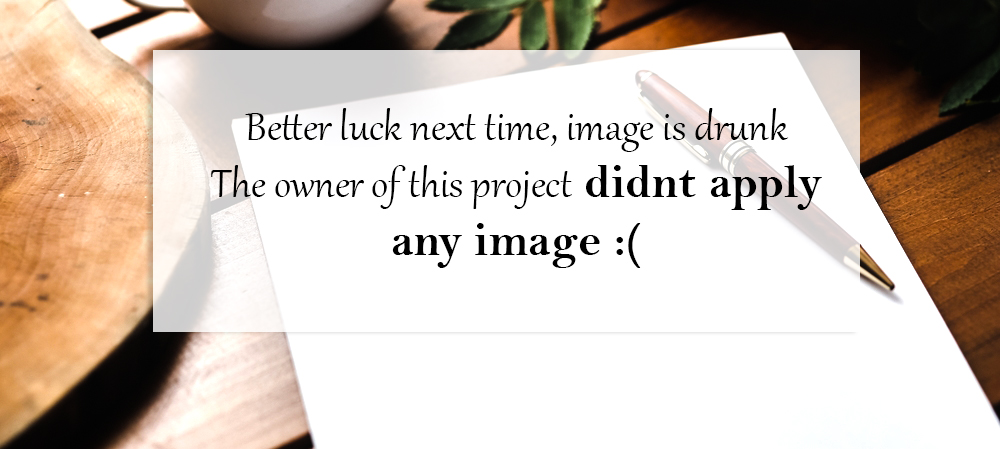 Better luck next time, image is drunk
The owner of this project didnt apply
any image :(